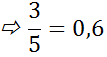 ⇨ 3/5 = 0,6